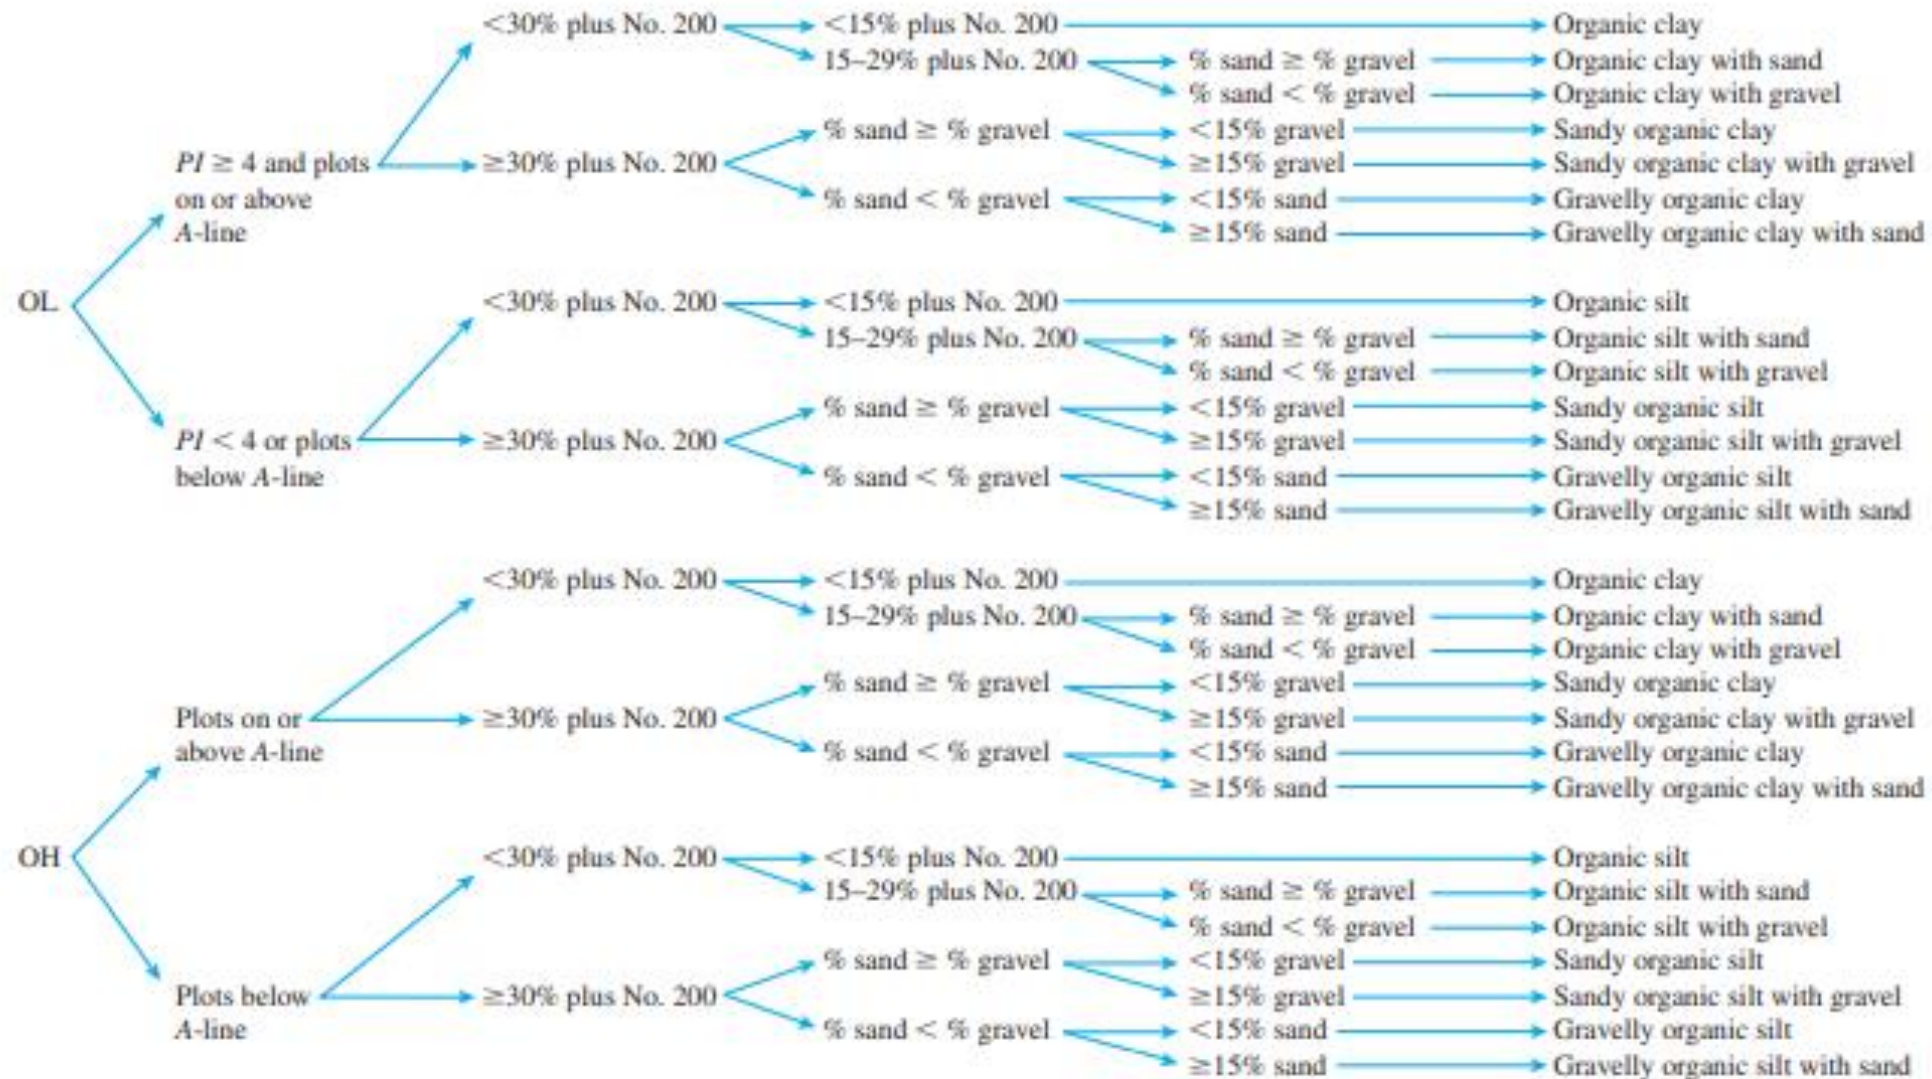 <30% plus No. 200 <15% plus No. 200 Organic clay
15–29% plus No. 200 % sand ≥ % gravel Organic clay with sand
% sand < % gravel Organic clay with gravel
% sand ≥ % gravel <15% gravel Sandy organic clay
PI ≥ 4 and plots ≥30% plus No. 200 ≥15% gravel Sandy organic clay with gravel
on or above % sand < % gravel <15% sand Gravelly organic clay
A-line ≥15% sand Gravelly organic clay with sand
OL <30% plus No. 200 <15% plus No. 200 Organic silt
15–29% plus No. 200 % sand ≥ % gravel Organic silt with sand
% sand < % gravel Organic silt with gravel
% sand ≥ % gravel <15% gravel Sandy organic silt
PI < 4 or plots ≥30% plus No. 200 ≥15% gravel Sandy organic silt with gravel
below A-line % sand < % gravel <15% sand Gravelly organic silt
≥15% sand Gravelly organic silt with sand
<30% plus No. 200 <15% plus No. 200 Organic clay
15–29% plus No. 200 % sand ≥ % gravel Organic clay with sand
% sand < % gravel Organic clay with gravel
% sand ≥ % gravel <15% gravel Sandy organic clay
Plots on or ≥30% plus No. 200 ≥15% gravel Sandy organic clay with gravel
above A-line % sand < % gravel <15% sand Gravelly organic clay
≥15% sand Gravelly organic clay with sand
OH <30% plus No. 200 <15% plus No. 200 Organic silt
15–29% plus No. 200 % sand ≥ % gravel Organic silt with sand
% sand < % gravel Organic silt with gravel
% sand ≥ % gravel <15% gravel Sandy organic silt
Plots below ≥30% plus No. 200 ≥15% gravel Sandy organic silt with gravel
A-line % sand < % gravel <15% sand Gravelly organic silt
≥15% sand Gravelly organic silt with sand